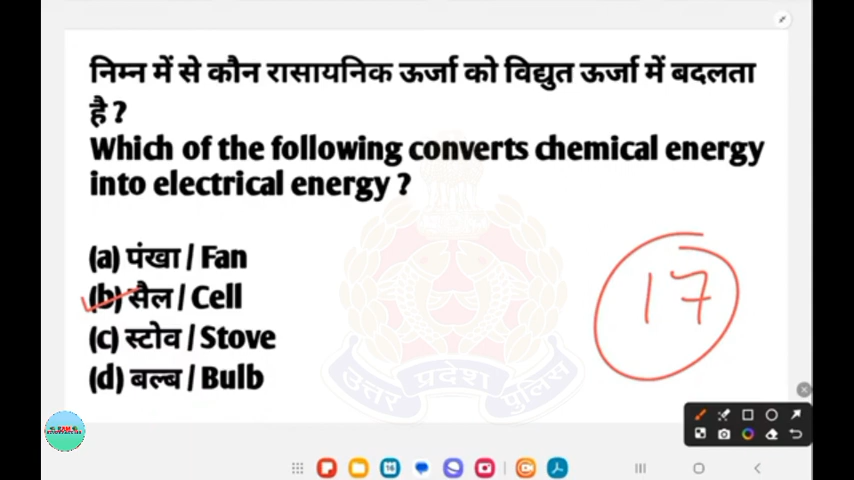 निम्न में से कौन रासायनिक ऊर्जा को विद्युत ऊर्जा में बदलता
है ?
Which of the following converts chemical energy
into electrical energy ?
(a) पंखा / Fan
(b) सैल / Cell
(c) स्टोव / Stove
(d) बल्ब / Bulb
17
उत्तर प्रदेश पुलिस